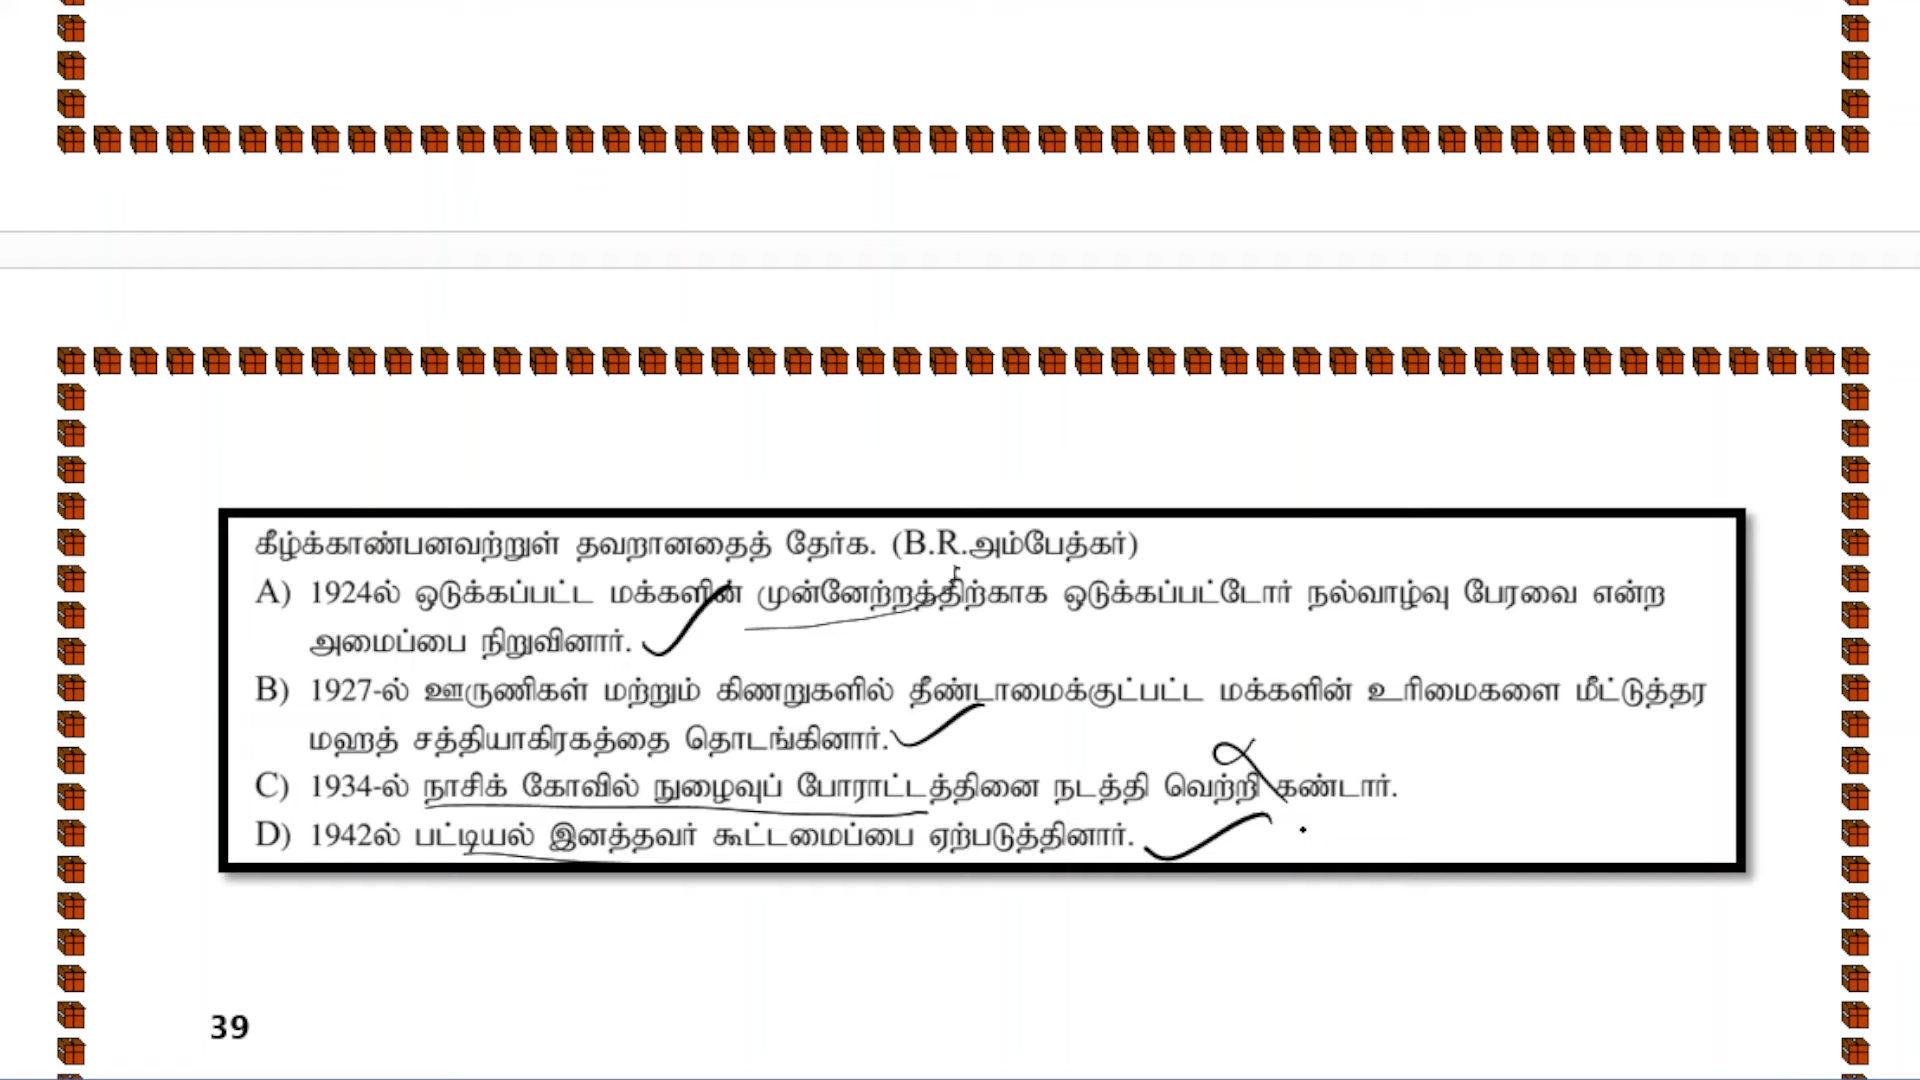 கீழ்க்காண்பனவற்றுள் தவறானதைத் தேர்க. (B.R.அம்பேத்கர்)
A) 1924ல் ஒடுக்கப்பட்ட மக்களின் முன்னேற்றத்திற்காக ஒடுக்கப்பட்டோர் நல்வாழ்வு பேரவை என்ற
அமைப்பை நிறுவினார்.
B) 1927-ல் ஊருணிகள் மற்றும் கிணறுகளில் தீண்டாமைக்குட்பட்ட மக்களின் உரிமைகளை மீட்டுத்தர
மஹத் சத்தியாகிரகத்தை தொடங்கினார்.
C) 1934-ல் நாசிக் கோவில் நுழைவுப் போராட்டத்தினை நடத்தி வெற்றி கண்டார்.
D) 1942ல் பட்டியல் இனத்தவர் கூட்டமைப்பை ஏற்படுத்தினார்.
39